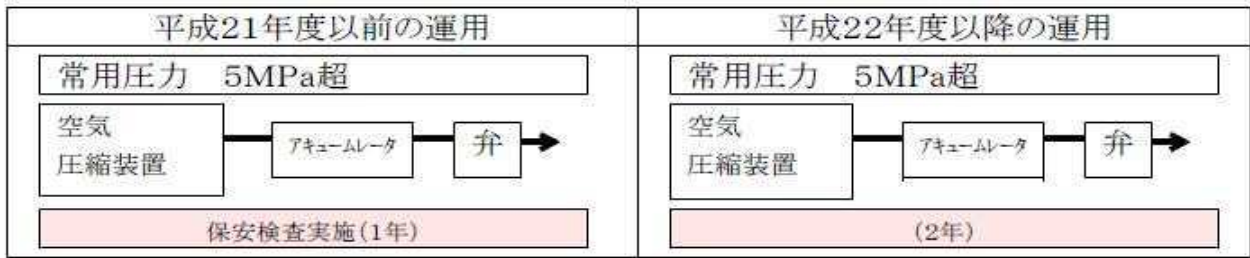 平成21年度以前の運用
平成22年度以降の運用
常用圧力 5MPa超
空気
圧縮装置
アキュームレータ
弁
保安検査実施(1年)
常用圧力 5MPa超
空気
圧縮装置
アキュームレータ
弁
(2年)